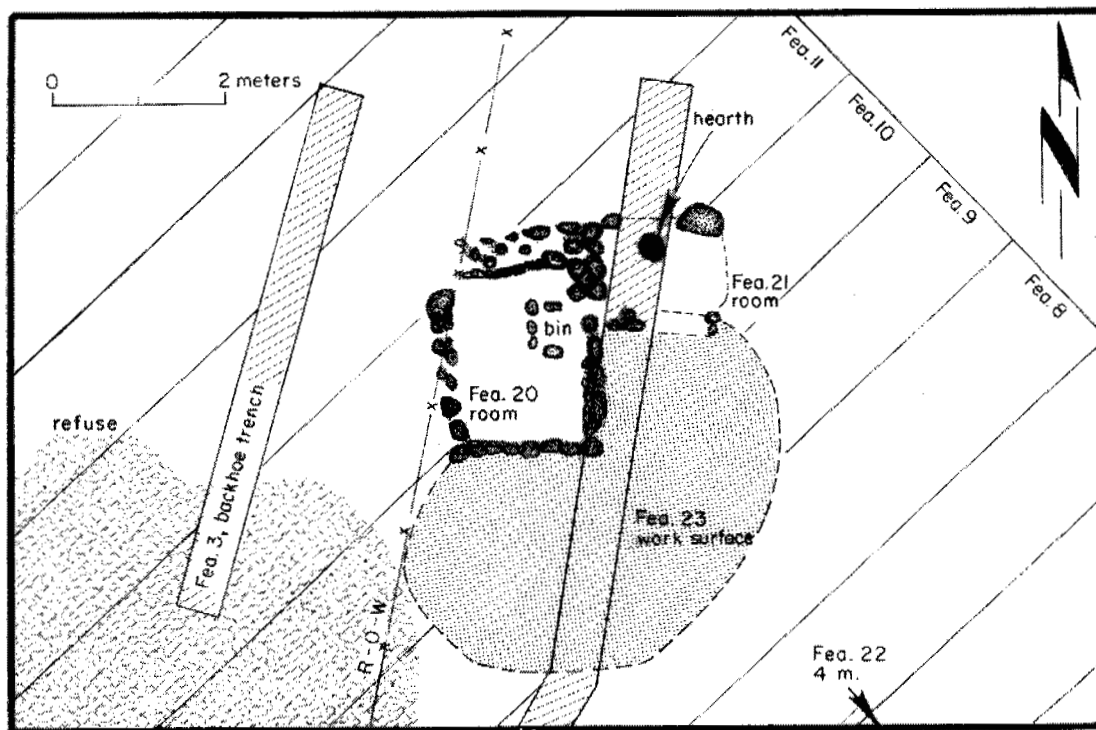 0
2 meters
hearth
Fea. 11
Fea. 10
Fea. 9
Fea. 8
Fea. 21
room
bin
Fea. 20
room
refuse
Fea. 3, backhoe trench
Fea. 23
work surface
R-O-W
Fea. 22
4 m.
N